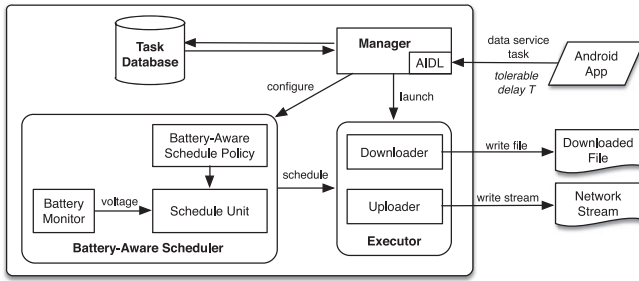 Task
Database
Manager
AIDL
data service
task
tolerable
delay T
Android
App
configure
launch
Battery-Aware
Schedule Policy
Battery
Monitor
voltage
Schedule Unit
Battery-Aware Scheduler
schedule
Downloader
Uploader
Executor
write file
Downloaded
File
write stream
Network
Stream